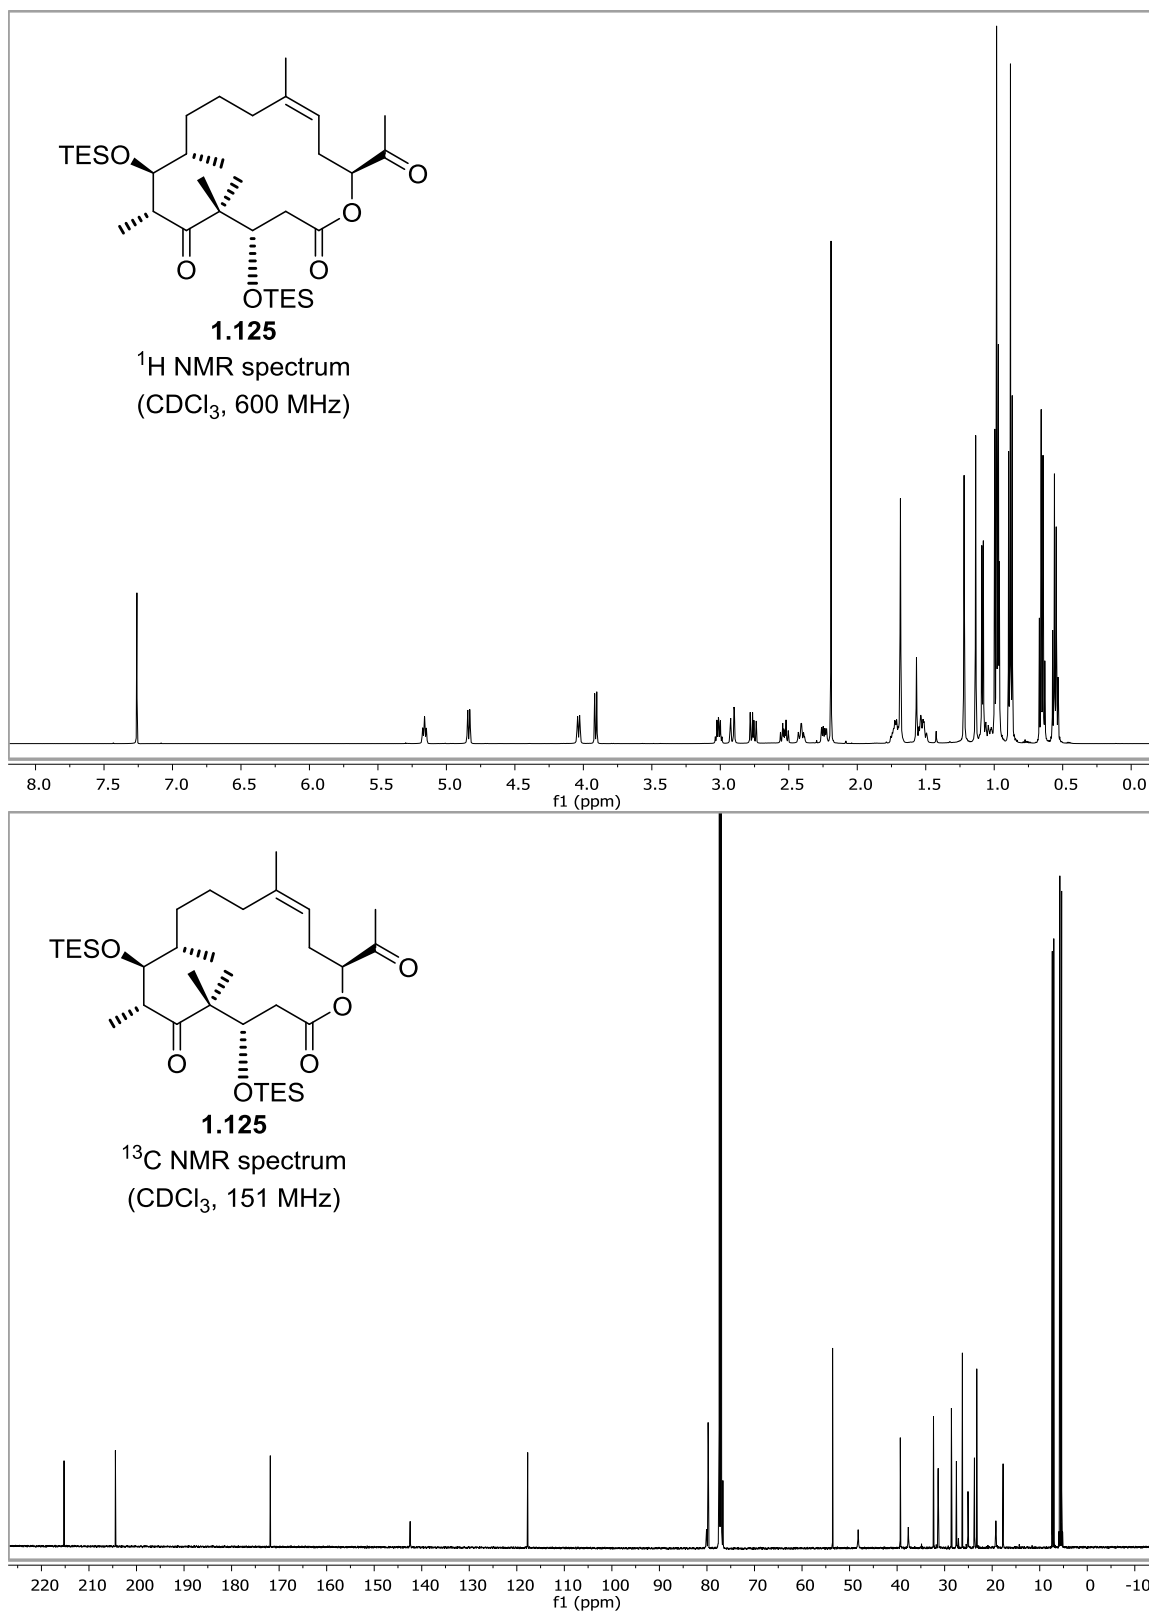 TESO
O
O
O
O
OTES
1.125
¹H NMR spectrum
(CDCl₃, 600 MHz)
8.0 7.5 7.0 6.5 6.0 5.5 5.0 4.5 4.0 3.5 3.0 2.5 2.0 1.5 1.0 0.5 0.0
f1 (ppm)
TESO
O
O
O
O
OTES
1.125
¹³C NMR spectrum
(CDCl₃, 151 MHz)
220 210 200 190 180 170 160 150 140 130 120 110 100 90 80 70 60 50 40 30 20 10 0 -10
f1 (ppm)